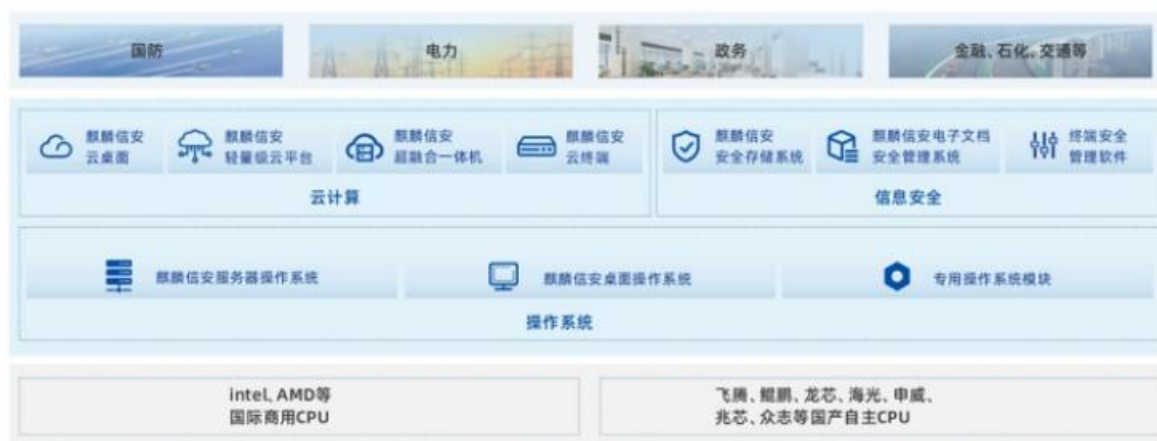 国防
电力
政务
金融、石化、交通等
麒麟信安
云桌面
麒麟信安
轻量级云平台
麒麟信安
超融合一体机
麒麟信安
云终端
云计算
麒麟信安
安全存储系统
麒麟信安电子文档
安全管理系统
终端安全
管理软件
信息安全
麒麟信安服务器操作系统
麒麟信安桌面操作系统
专用操作系统模块
操作系统
intel、AMD等
国际商用CPU
飞腾、鲲鹏、龙芯、海光、申威、
兆芯、众志等国产自主CPU